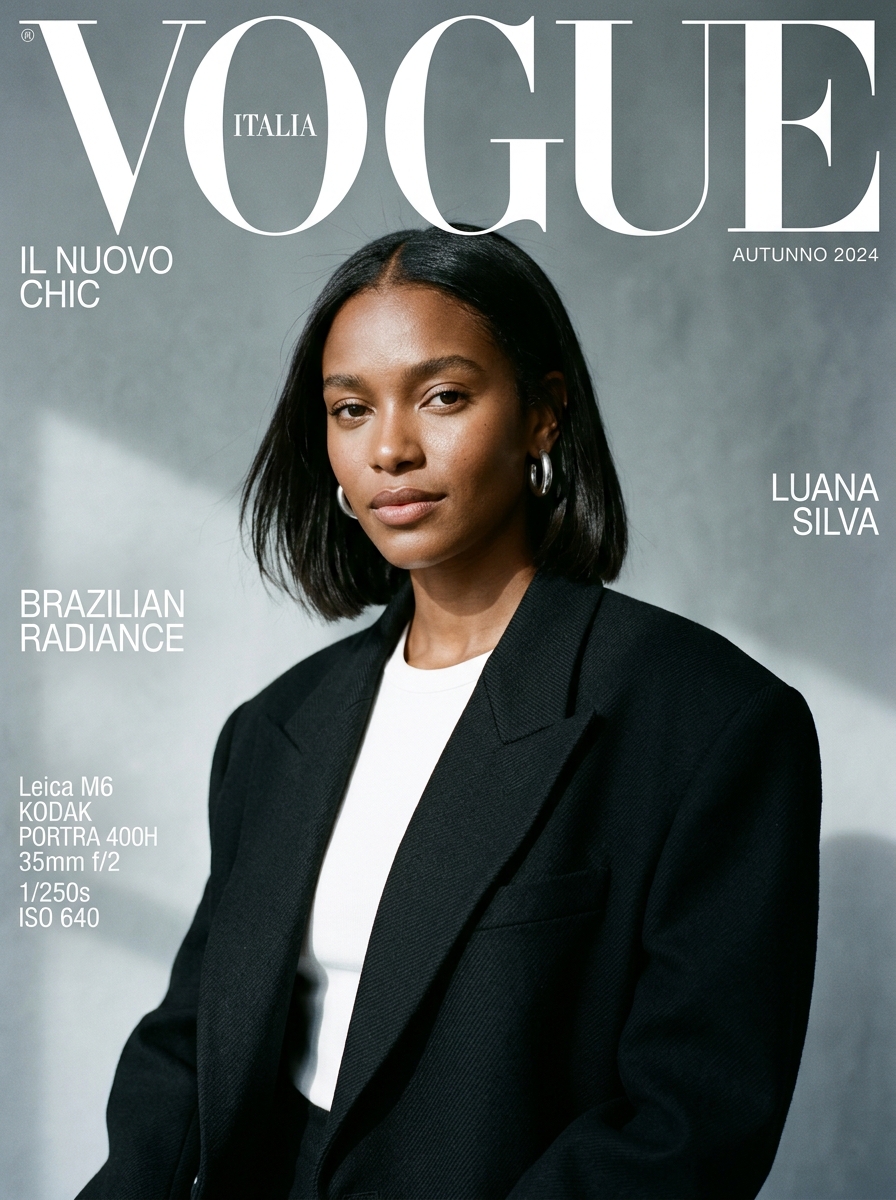 ®
VOGUE
ITALIA
AUTUNNO 2024
IL NUOVO
CHIC
LUANA
SILVA
BRAZILIAN
RADIANCE
Leica M6
KODAK
PORTRA 400H
35mm f/2
1/250s
ISO 640